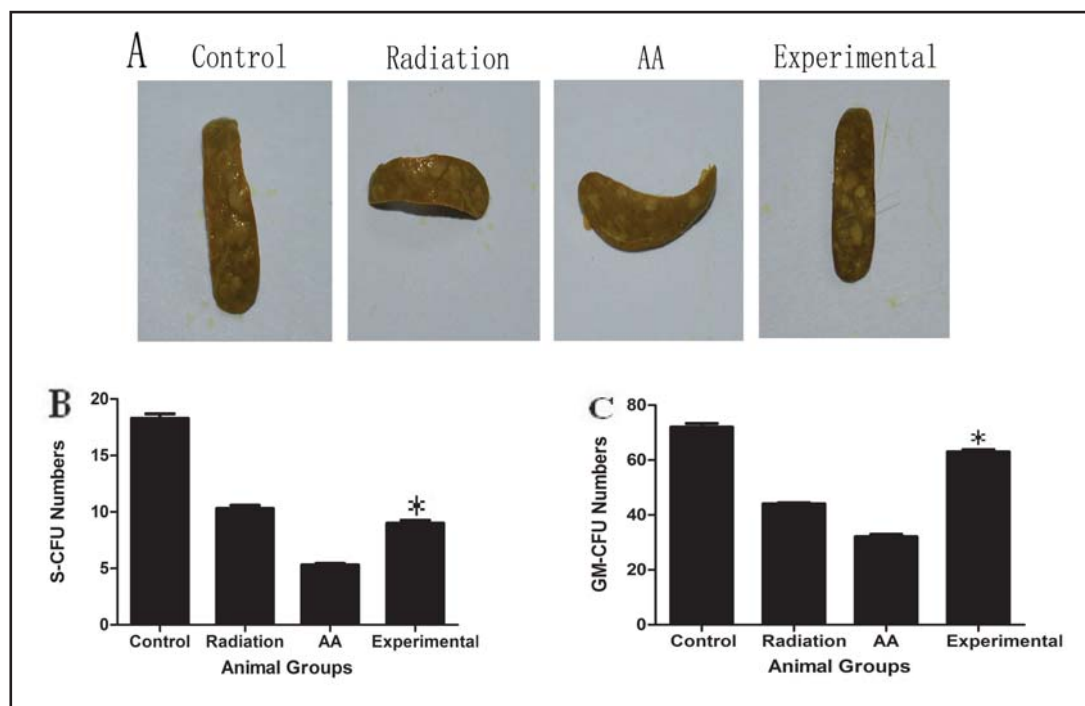 A
Control Radiation AA Experimental
B
S-CFU Numbers
20
15
10
5
0
*
Control Radiation AA Experimental
Animal Groups
C
GM-CFU Numbers
80
60
40
20
0
*
Control Radiation AA Experimental
Animal Groups